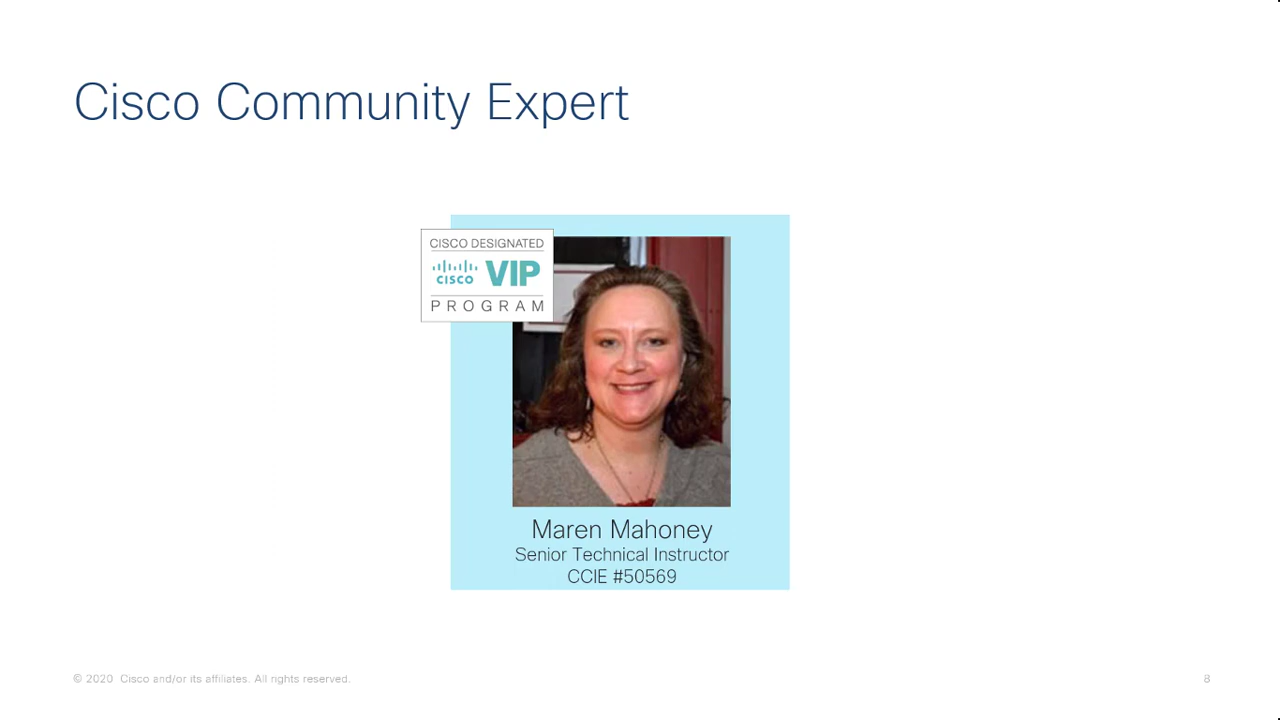 Cisco Community Expert
CISCO DESIGNATED
CISCO VIP
PROGRAM
Maren Mahoney
Senior Technical Instructor
CCIE #50569
© 2020 Cisco and/or its affiliates. All rights reserved.
8